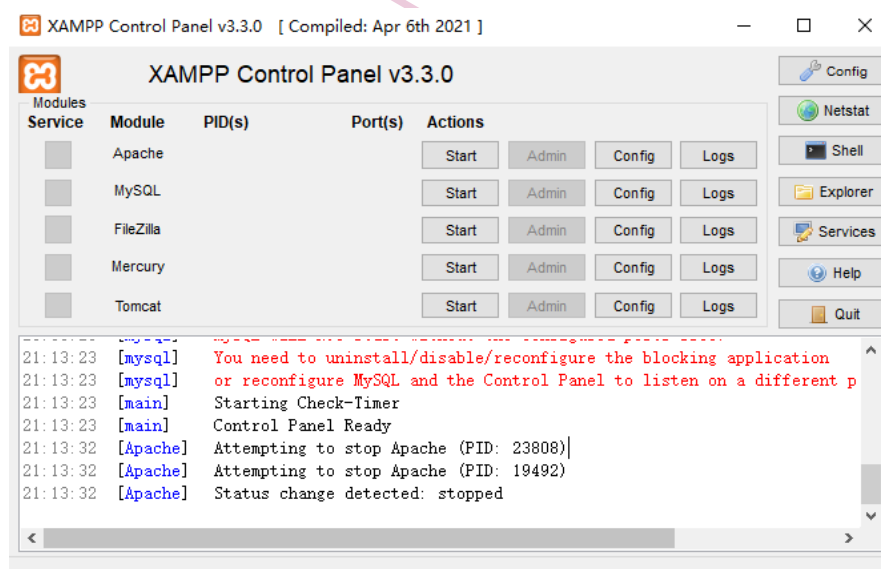 XAMPP Control Panel v3.3.0 [ Compiled: Apr 6th 2021 ]
XAMPP Control Panel v3.3.0
Config
Modules
Service Module PID(s) Port(s) Actions
Netstat
Apache Start Admin Config Logs
Shell
MySQL Start Admin Config Logs
Explorer
FileZilla Start Admin Config Logs
Services
Mercury Start Admin Config Logs
Help
Tomcat Start Admin Config Logs
Quit
21:13:23 [mysql] You need to uninstall/disable/reconfigure the blocking application
21:13:23 [mysql] or reconfigure MySQL and the Control Panel to listen on a different p
21:13:23 [main] Starting Check-Timer
21:13:23 [main] Control Panel Ready
21:13:32 [Apache] Attempting to stop Apache (PID: 23808)
21:13:32 [Apache] Attempting to stop Apache (PID: 19492)
21:13:32 [Apache] Status change detected: stopped